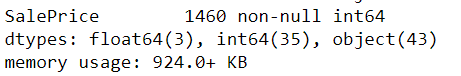 SalePrice        1460 non-null int64
dtypes: float64(3), int64(35), object(43)
memory usage: 924.0+ KB